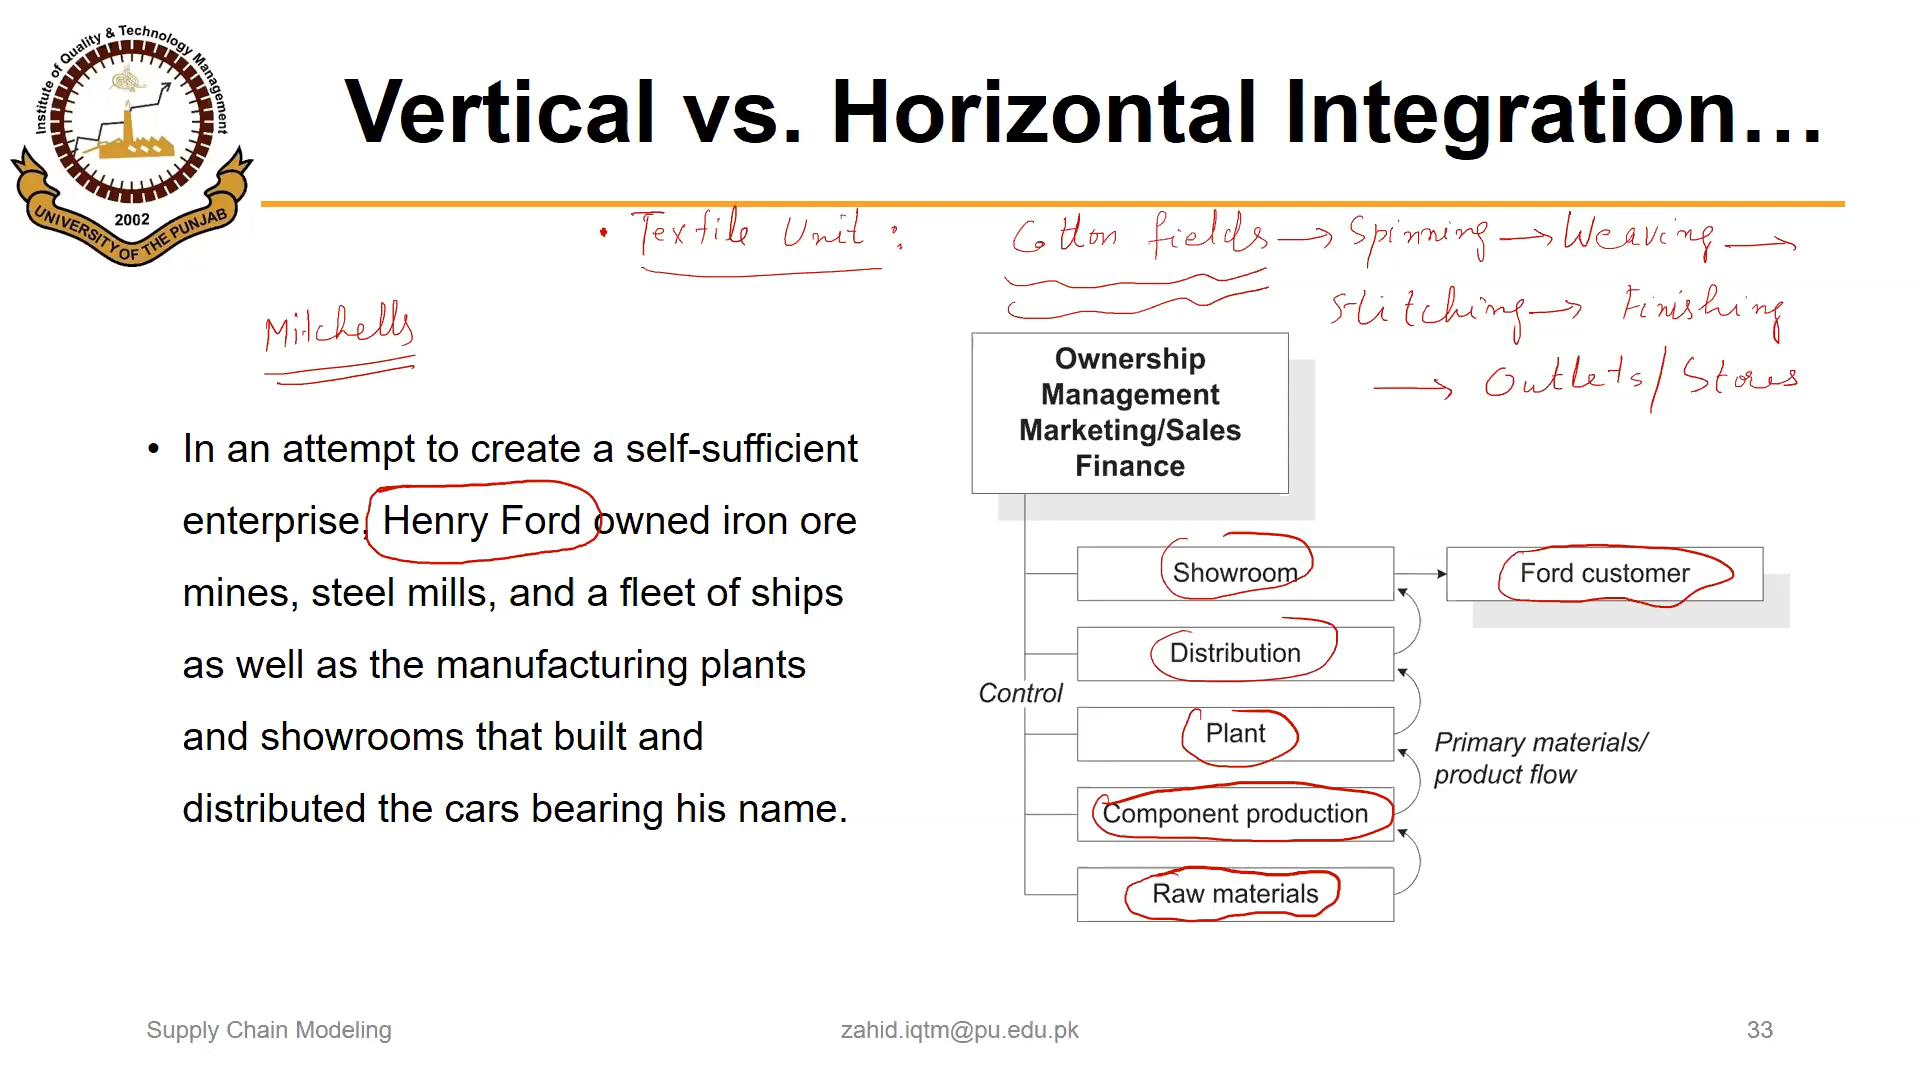 Institute of Quality & Technology Management
2002
UNIVERSITY OF THE PUNJAB
Vertical vs. Horizontal Integration...
• Textile Unit :
Cotton fields → Spinning → Weaving →
Stitching → Finishing
→ Outlets / Stores
Mitchells
• In an attempt to create a self-sufficient
enterprise, Henry Ford owned iron ore
mines, steel mills, and a fleet of ships
as well as the manufacturing plants
and showrooms that built and
distributed the cars bearing his name.
Ownership
Management
Marketing/Sales
Finance
Showroom
Ford customer
Distribution
Control
Plant
Primary materials/
product flow
Component production
Raw materials
Supply Chain Modeling
zahid.iqtm@pu.edu.pk
33